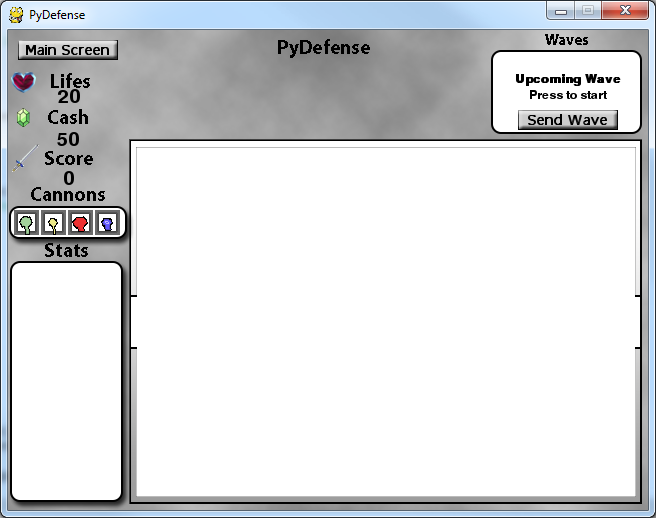 PyDefense
Main Screen
PyDefense
Waves
Lifes
20
Cash
50
Score
0
Cannons
Stats
Upcoming Wave
Press to start
Send Wave